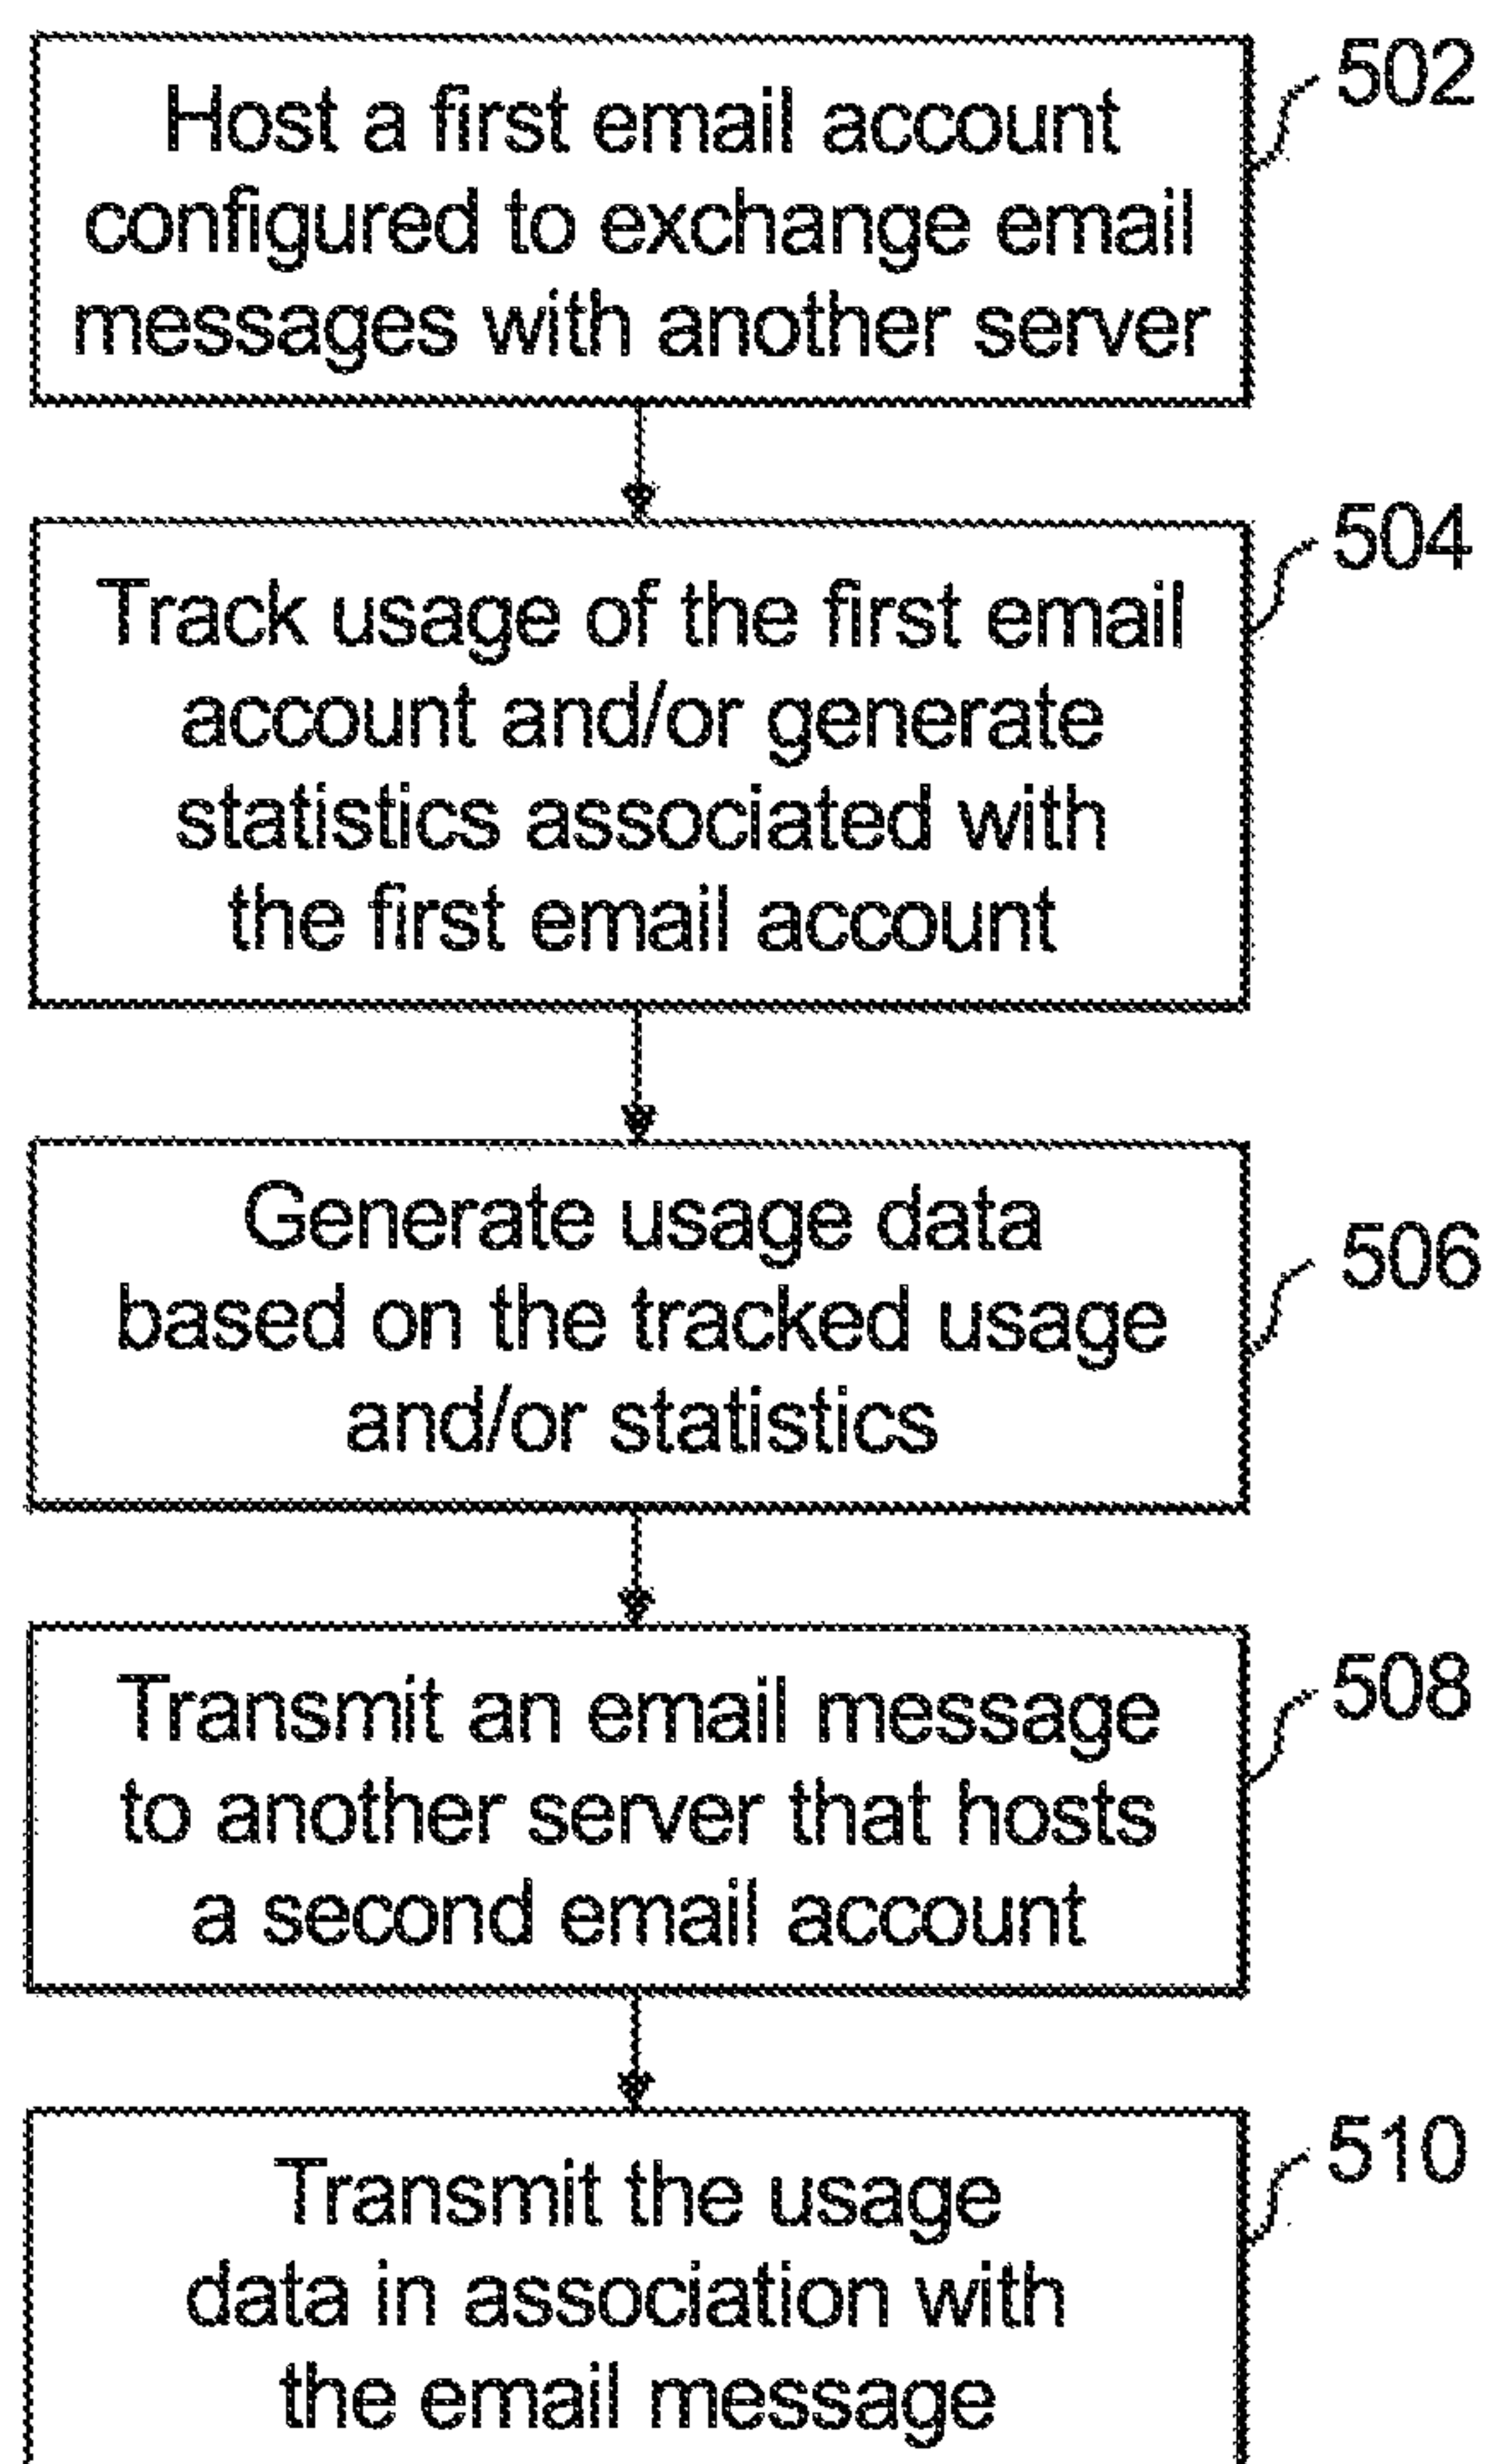 Host a first email account
configured to exchange email
messages with another server
502
Track usage of the first email
account and/or generate
statistics associated with
the first email account
504
Generate usage data
based on the tracked usage
and/or statistics
506
Transmit an email message
to another server that hosts
a second email account
508
Transmit the usage
data in association with
the email message
510